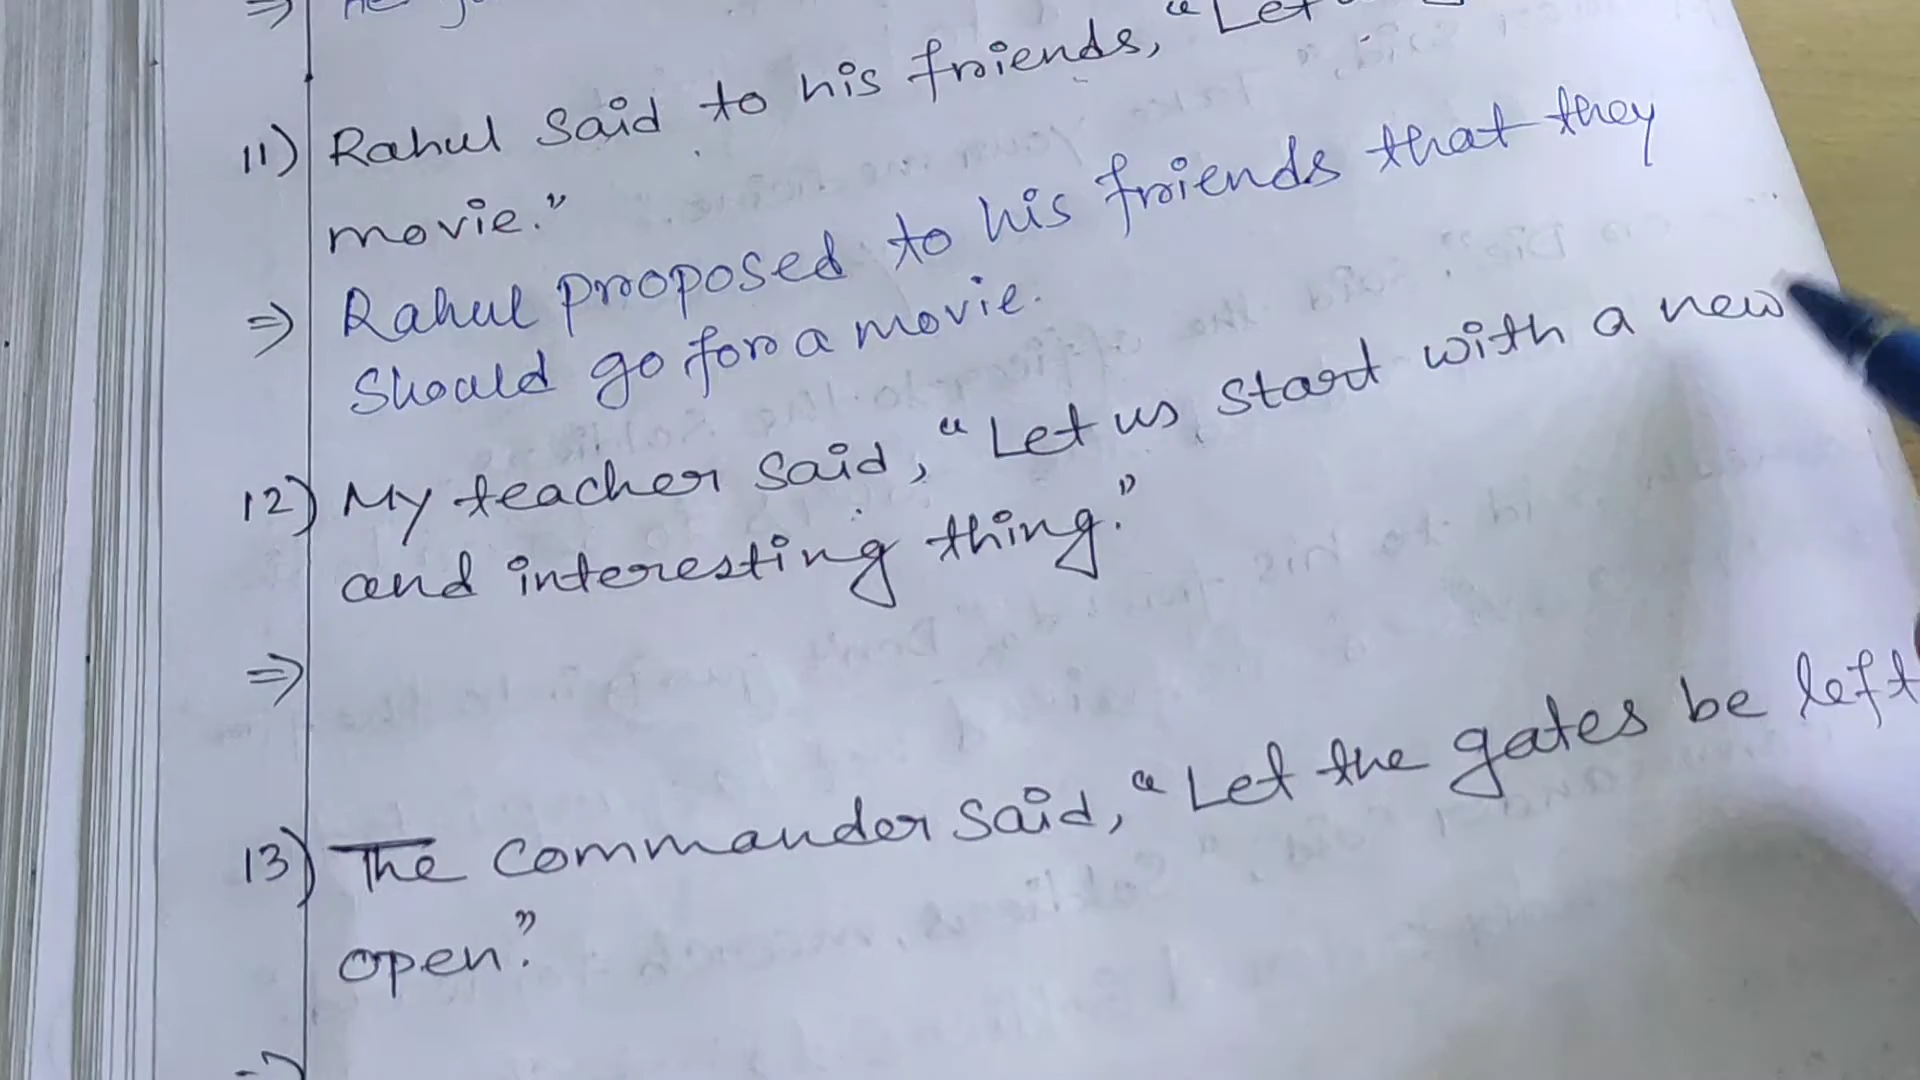 ⇒ he
11) Rahul said to his friends, "Let
movie."
⇒ Rahul proposed to his friends that they
should go for a movie.
12) My teacher said, "Let us start with a new
and interesting thing."
⇒
13) The commander said, "Let the gates be left
open."